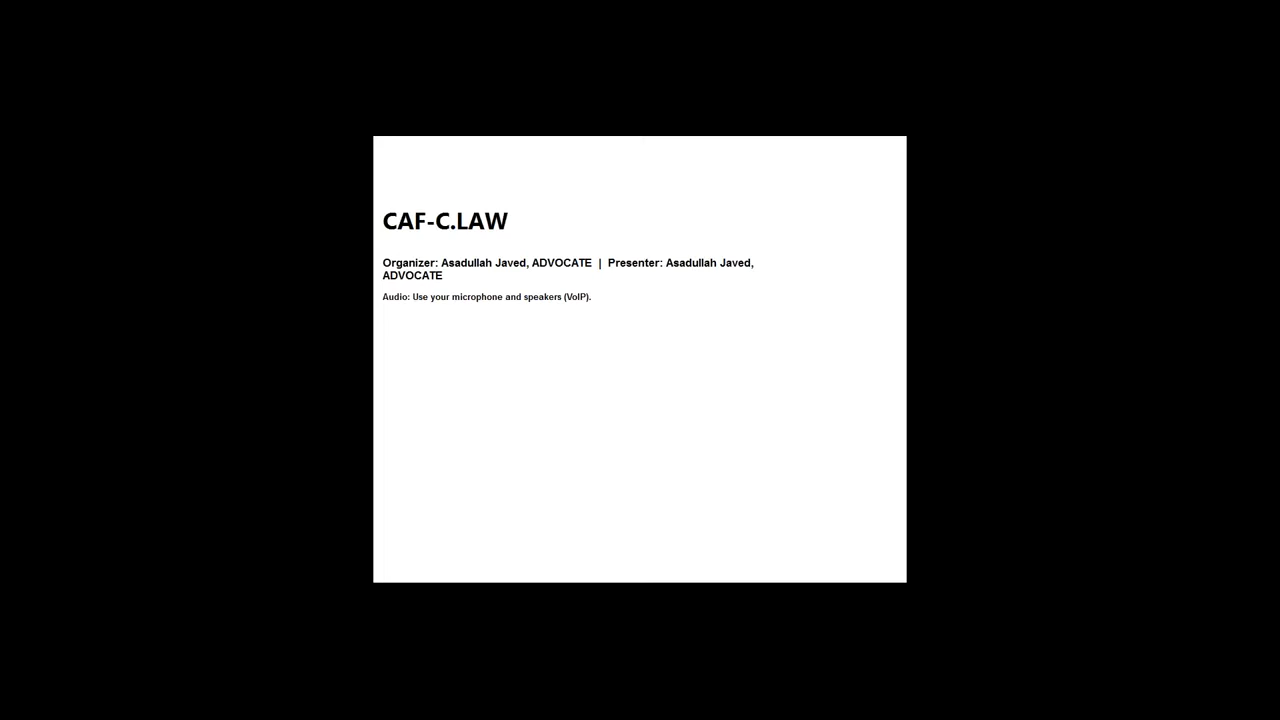 CAF-C.LAW
Organizer: Asadullah Javed, ADVOCATE | Presenter: Asadullah Javed,
ADVOCATE
Audio: Use your microphone and speakers (VoIP).